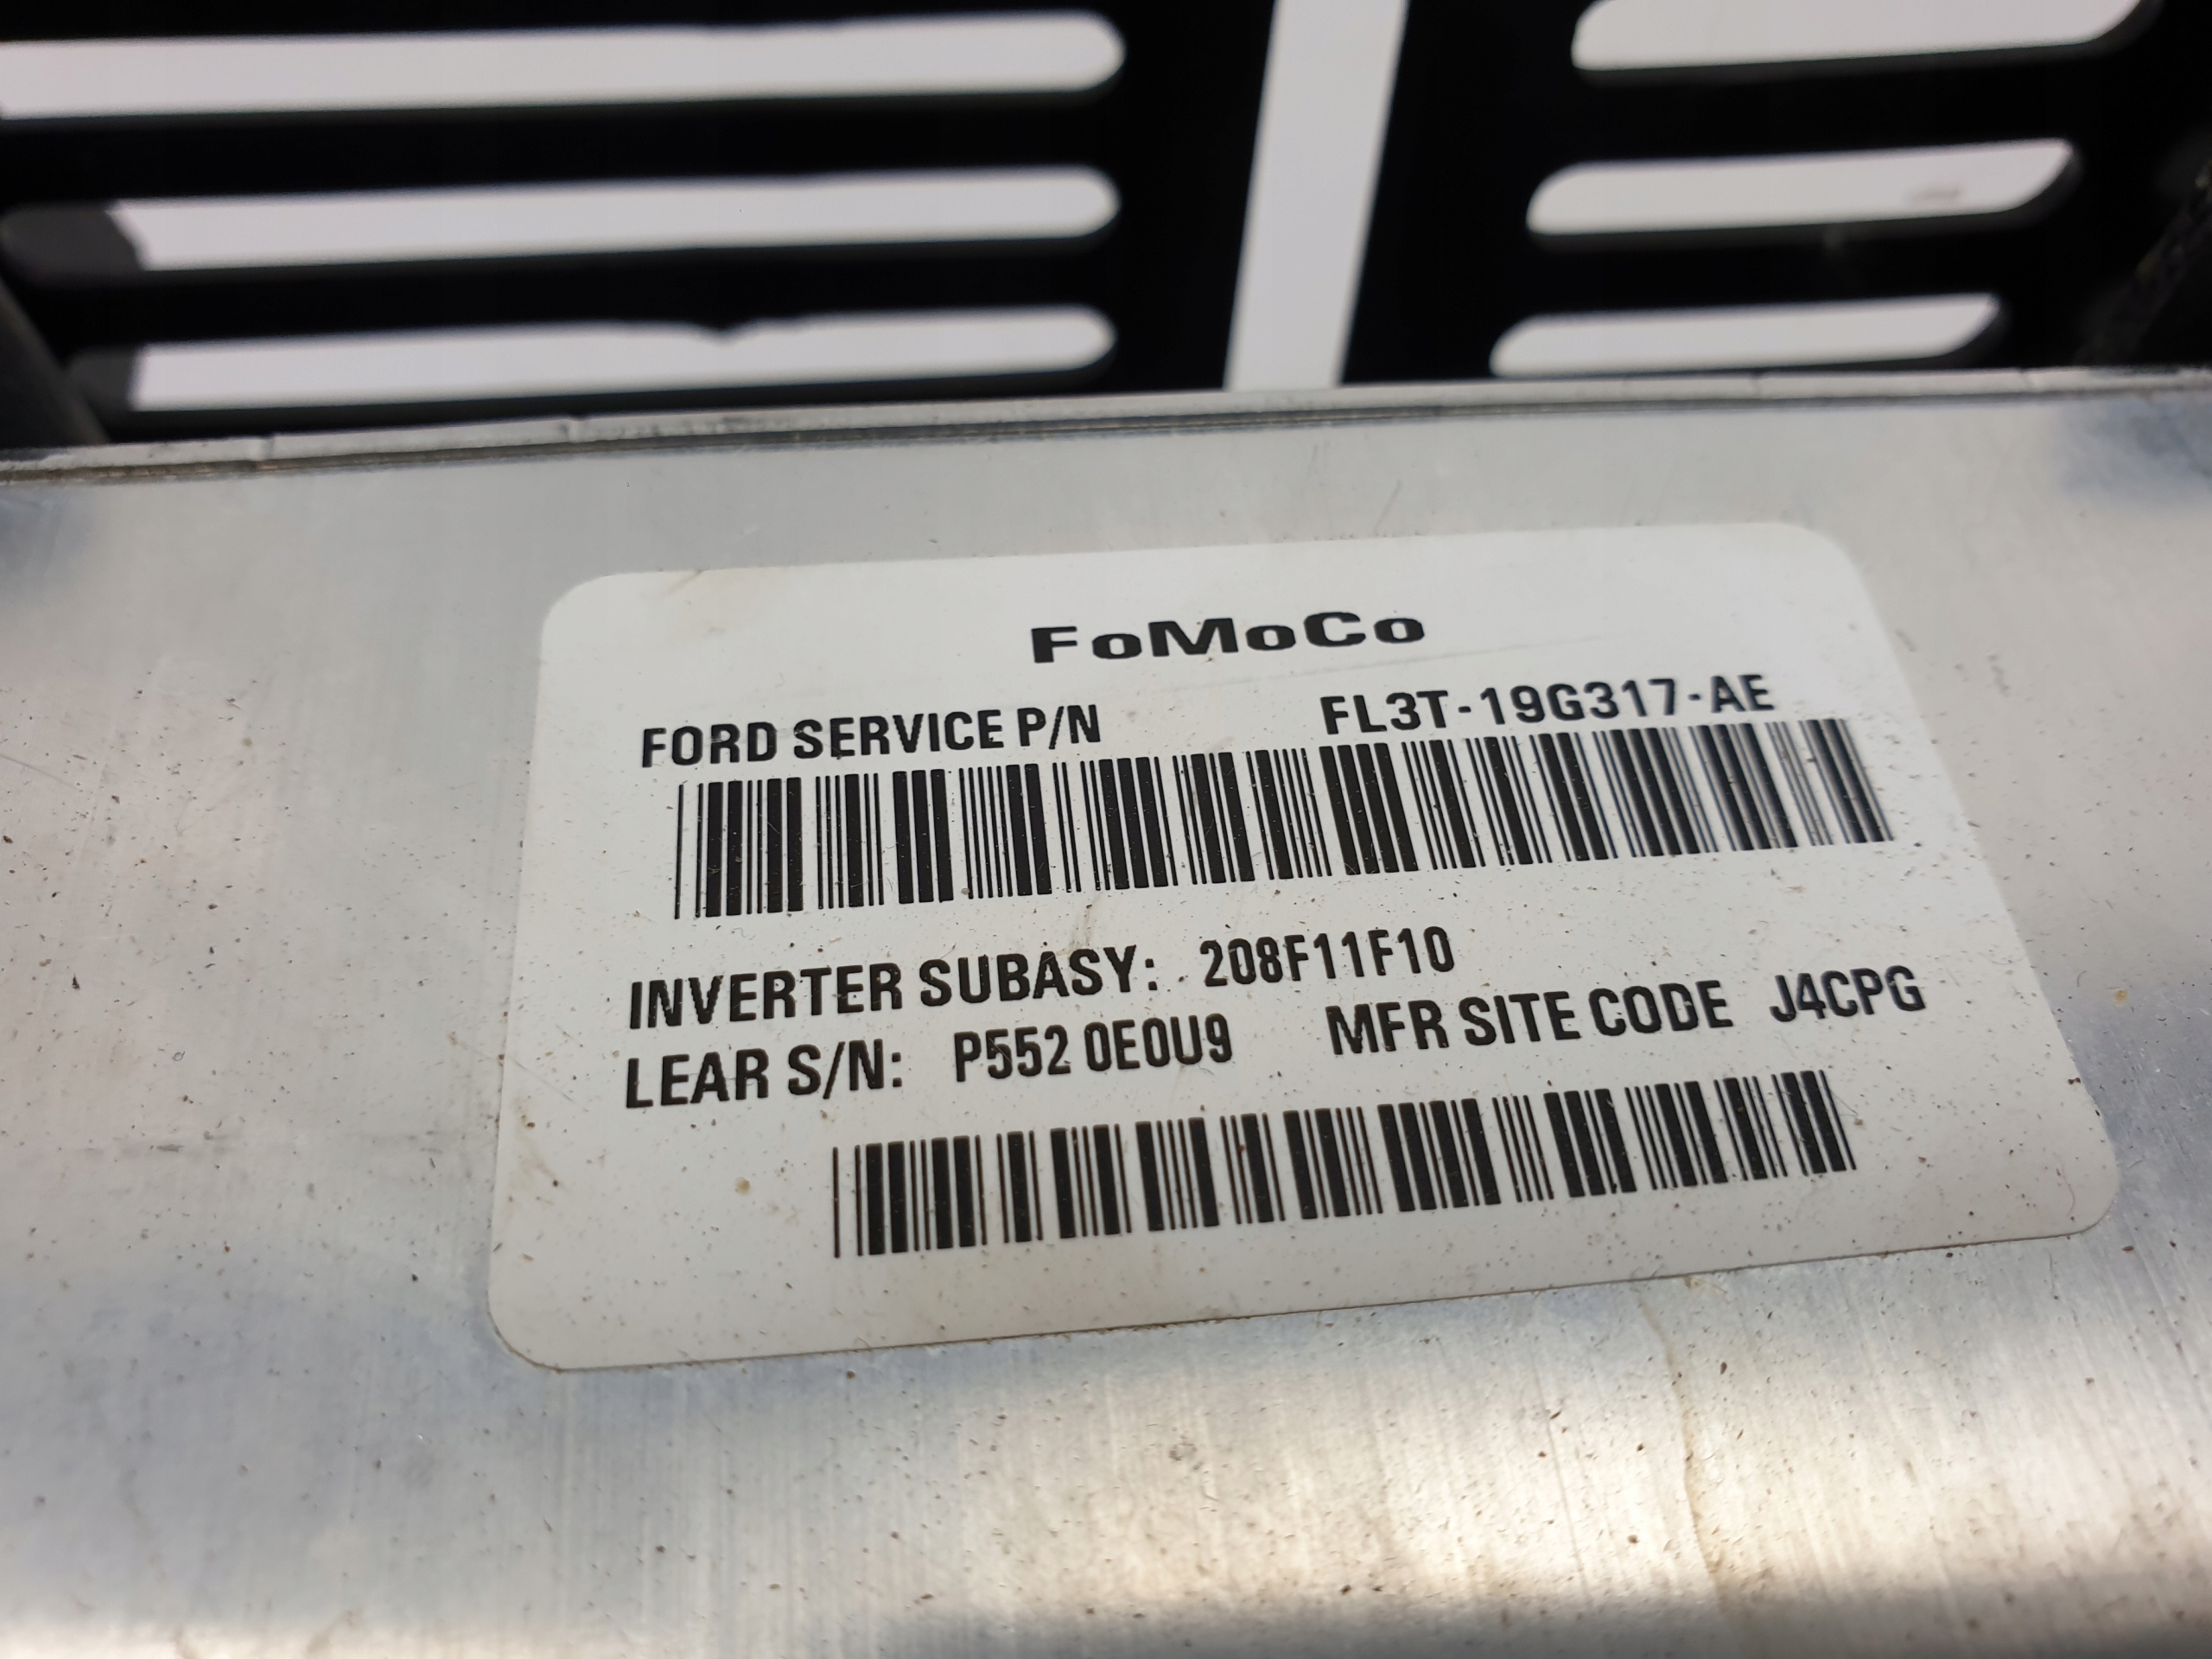 FoMoCo
FORD SERVICE P/N FL3T-19G317-AE
INVERTER SUBASY: 208F11F10
LEAR S/N: P552 0E0U9 MFR SITE CODE J4CPG